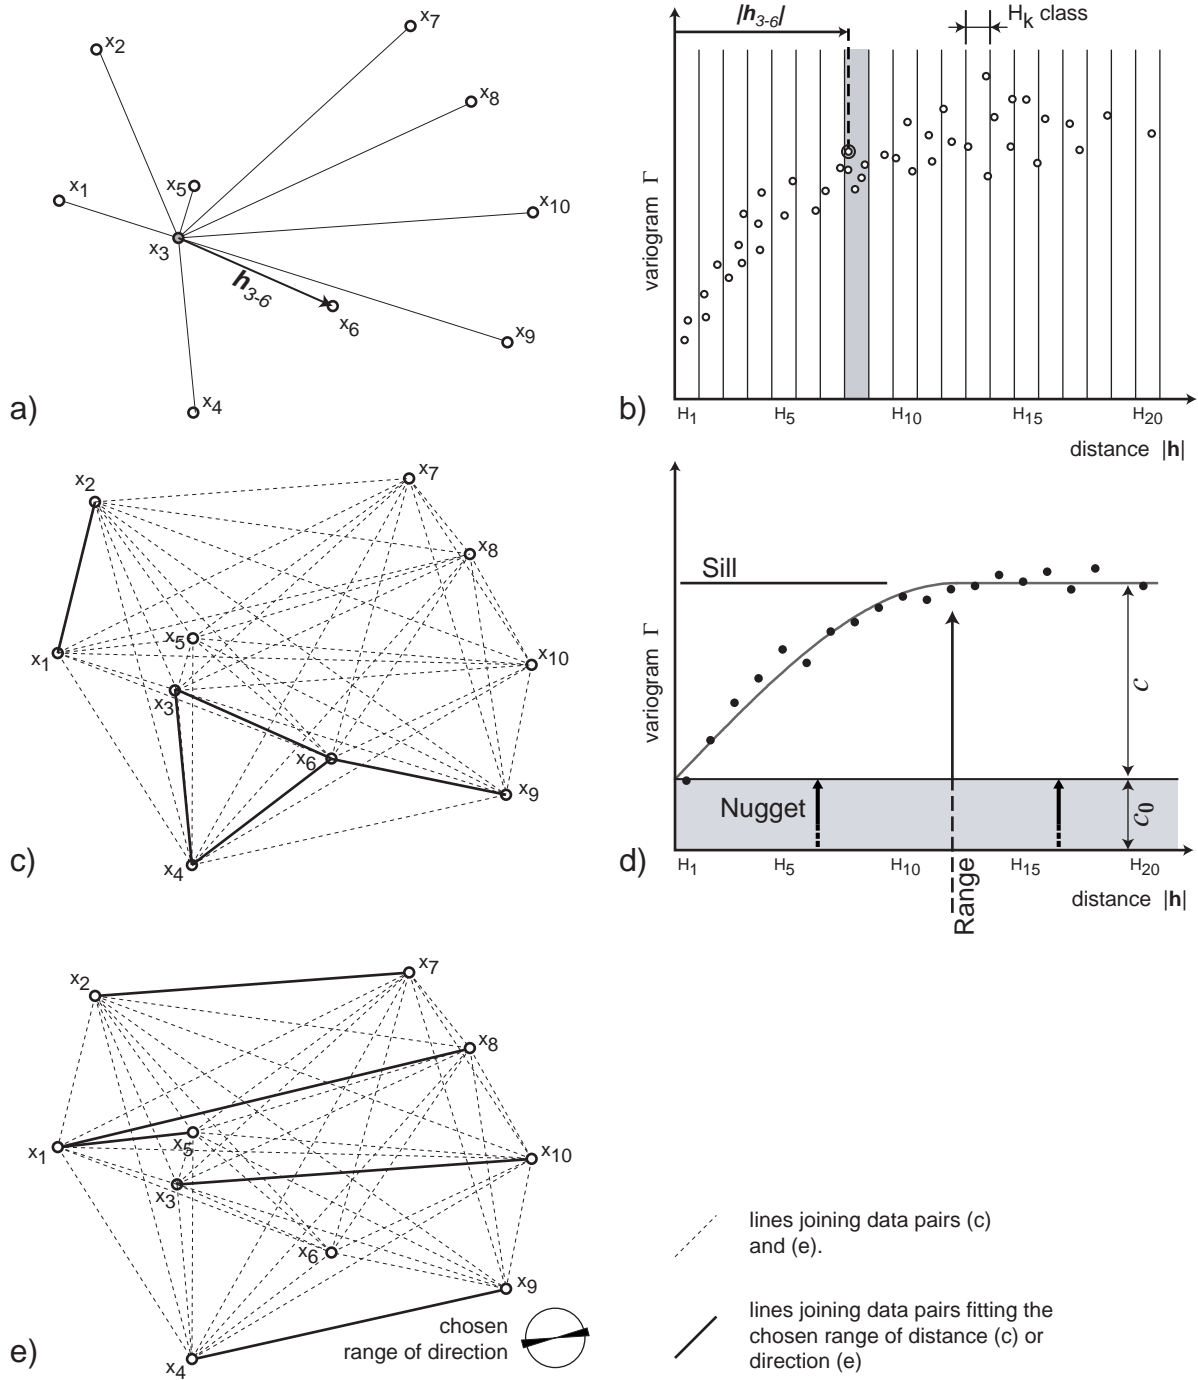 x2
x7
x8
x1
x5
x10
x3
h3-6
x6
x9
x4
a)
|h3-6|
Hk class
variogram Γ
H1 H5 H10 H15 H20
b)
distance |h|
x2
x7
x8
x5
x1
x10
x3
x6
x9
x4
c)
Sill
variogram Γ
c
Nugget
c0
H1 H5 H10 H15 H20
d)
distance |h|
Range
x2
x7
x8
x5
x1
x10
x3
x6
x9
x4
e)
chosen
range of direction
lines joining data pairs (c)
and (e).
lines joining data pairs fitting the
chosen range of distance (c) or
direction (e)